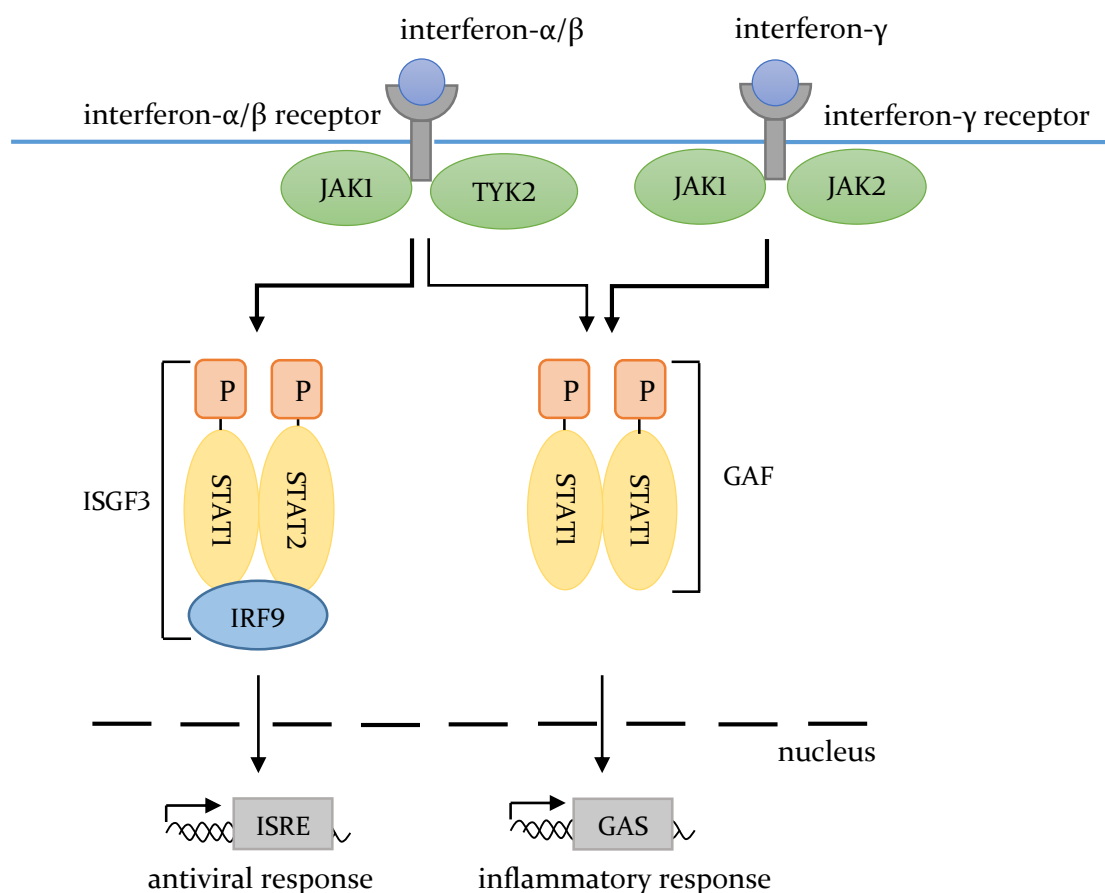 interferon-α/β
interferon-γ
interferon-α/β receptor
interferon-γ receptor
JAK1
TYK2
JAK1
JAK2
P
P
P
P
ISGF3
STAT1
STAT2
STAT1
STAT1
GAF
IRF9
nucleus
ISRE
GAS
antiviral response
inflammatory response